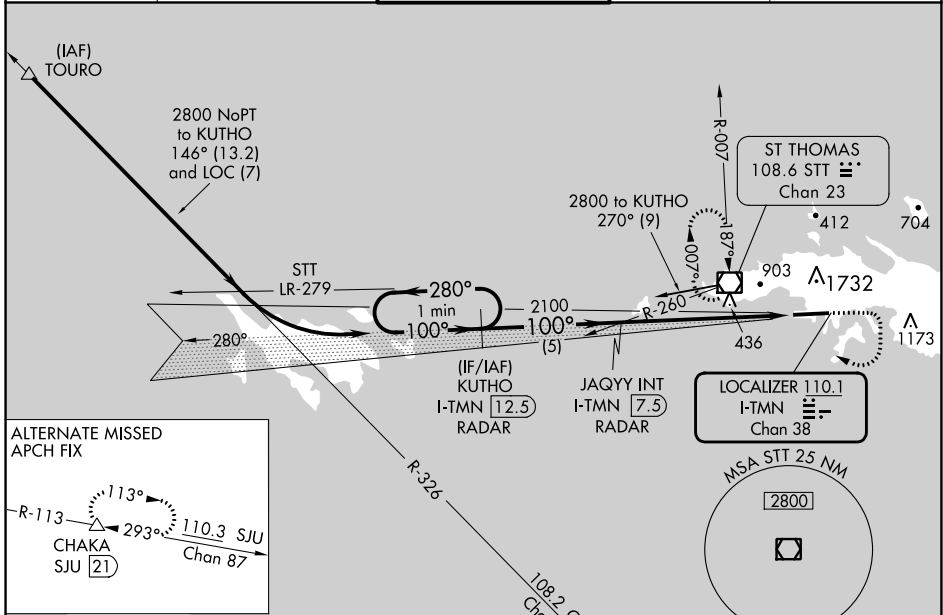 (IAF)
TOURO
2800 NoPT
to KUTHO
146° (13.2)
and LOC (7)
R-007
ST THOMAS
108.6 STT
Chan 23
2800 to KUTHO
270° (9)
187°
007°
412
704
903
1732
STT
LR-279
280°
1 min
2100
R-260
100°
100°
(5)
280°
436
1173
(IF/IAF)
KUTHO
I-TMN 12.5
RADAR
JAQYY INT
I-TMN 7.5
RADAR
LOCALIZER 110.1
I-TMN
Chan 38
ALTERNATE MISSED
APCH FIX
113°
R-113
293°
110.3 SJU
Chan 87
CHAKA
SJU 21
R-326
108.2
MSA STT 25 NM
2800